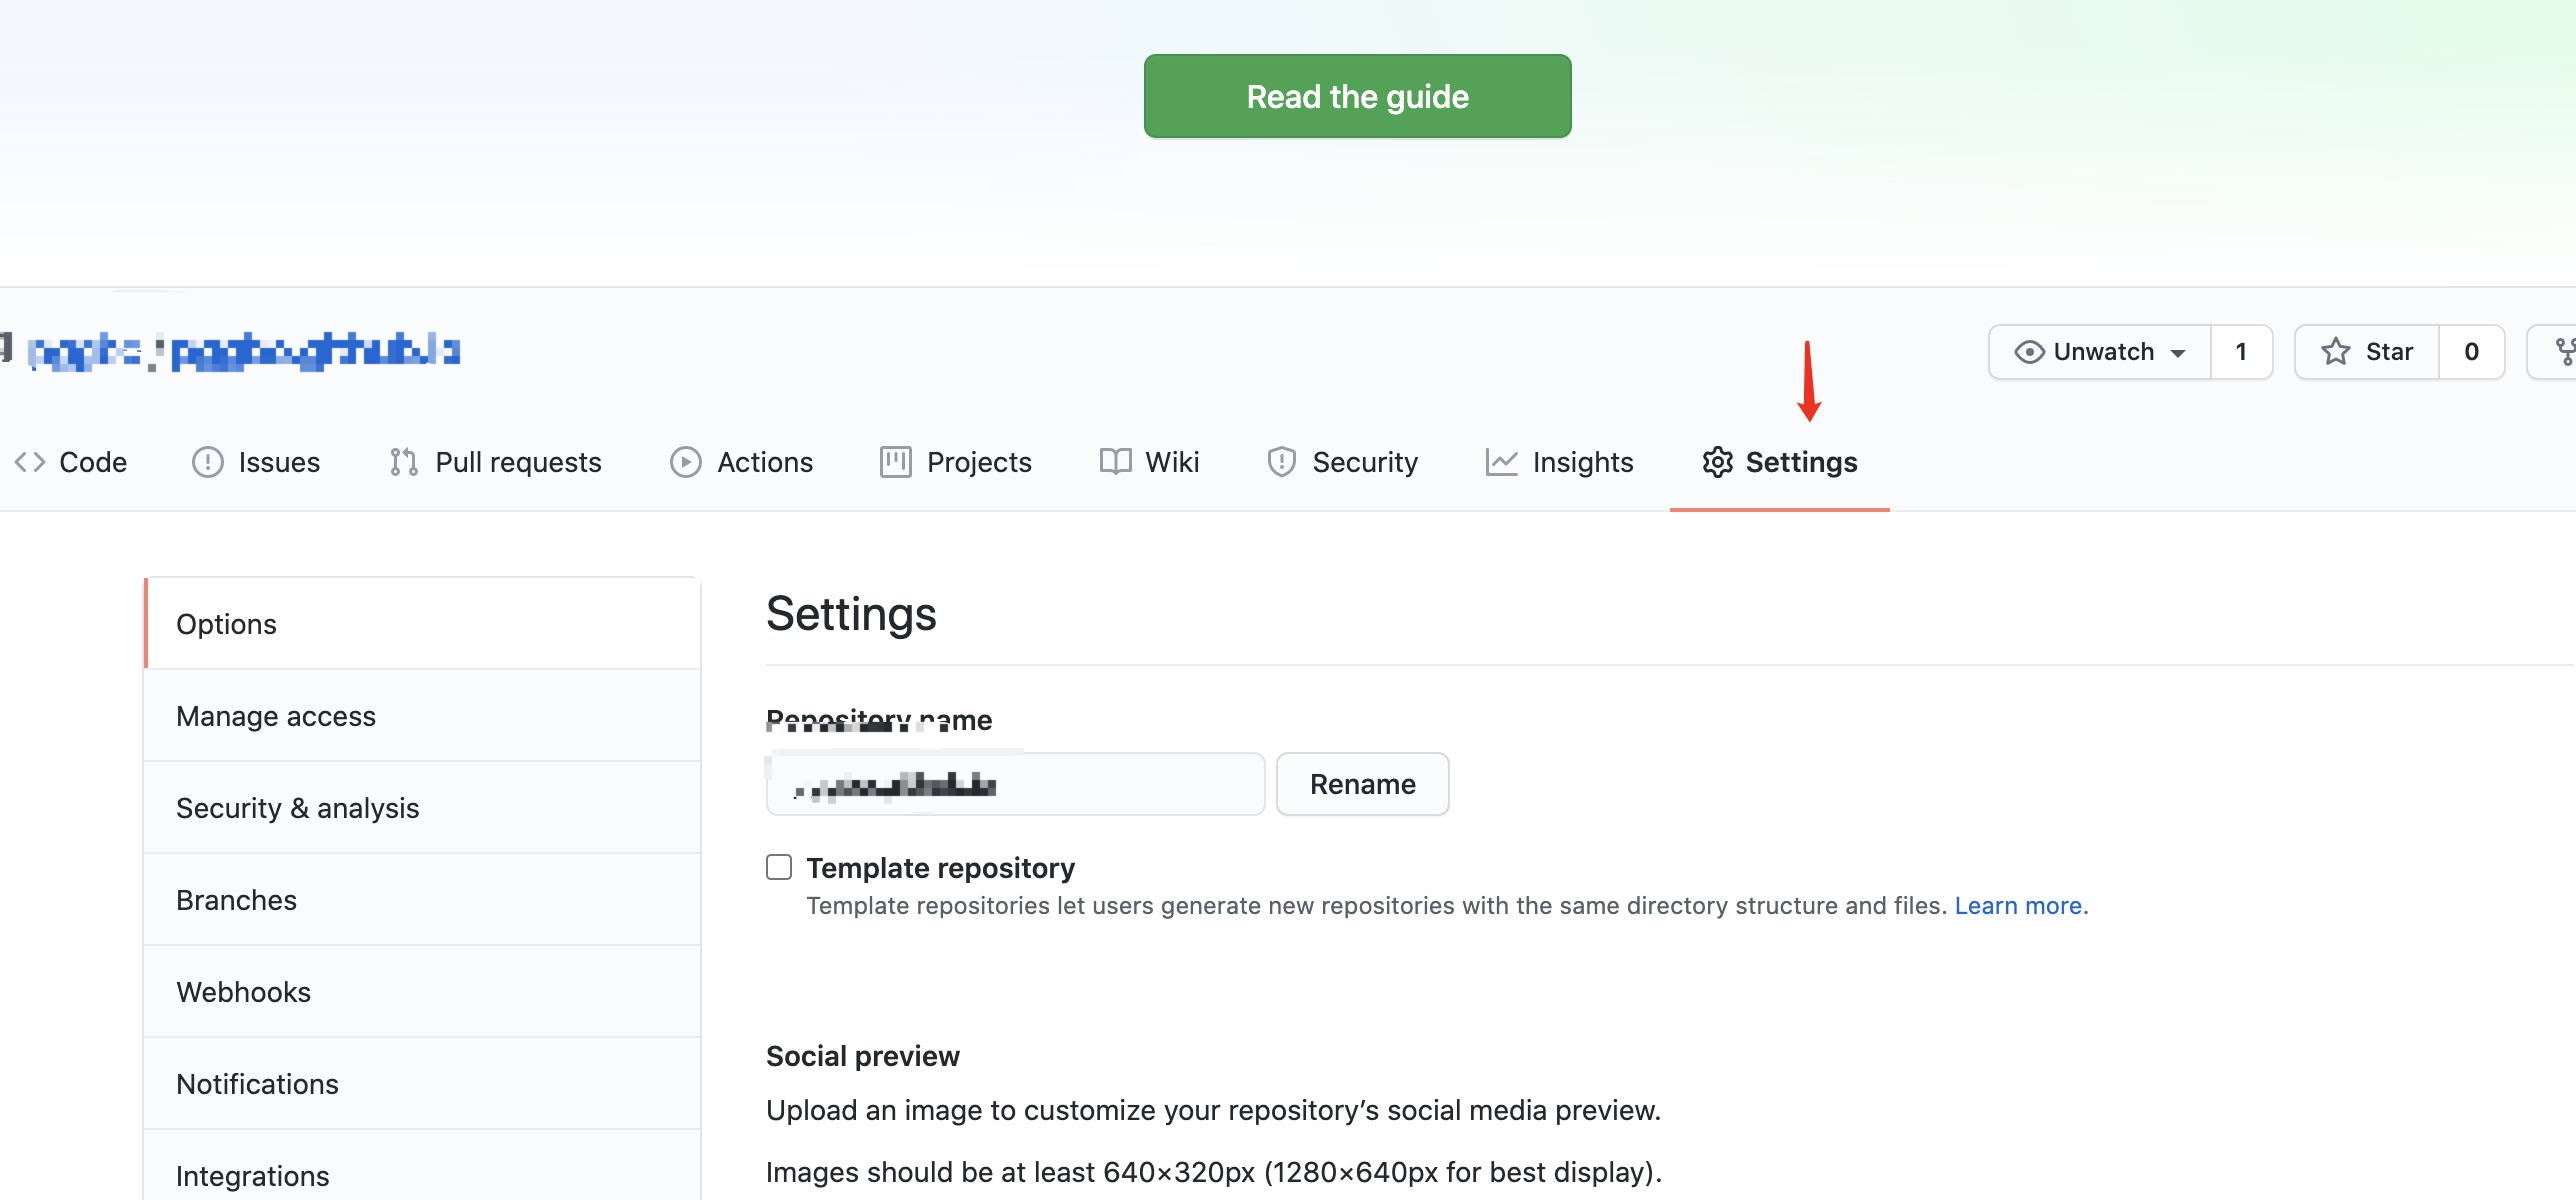 Read the guide
Unwatch 1 Star 0
Code Issues Pull requests Actions Projects Wiki Security Insights Settings
Options
Manage access
Security & analysis
Branches
Webhooks
Notifications
Integrations
Settings
Repository name
Rename
Template repository
Template repositories let users generate new repositories with the same directory structure and files. Learn more.
Social preview
Upload an image to customize your repository’s social media preview.
Images should be at least 640×320px (1280×640px for best display).